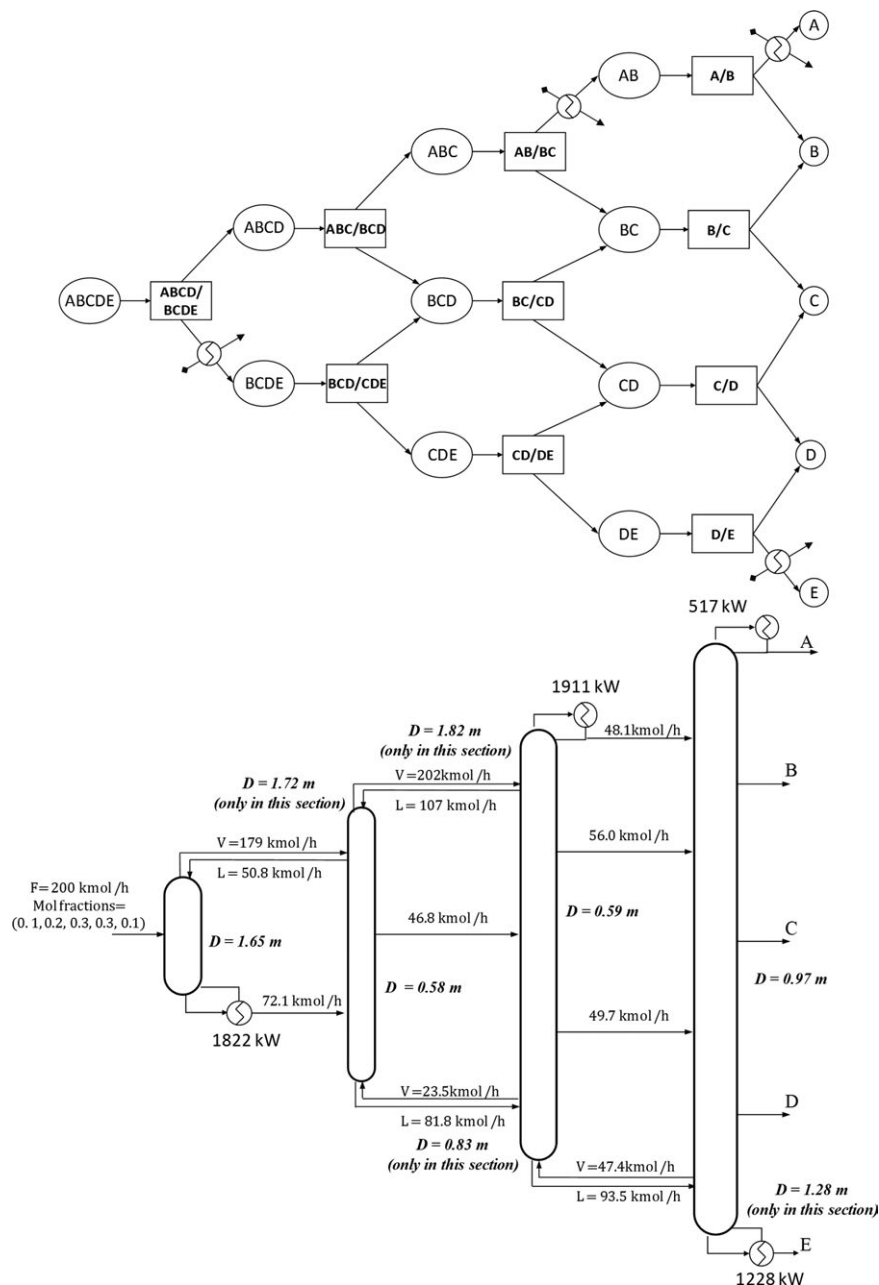 A
AB
A/B
ABC
AB/BC
B
ABCD
ABC/BCD
BC
B/C
ABCDE
ABCD/
BCDE
BCD
BC/CD
C
BCDE
BCD/CDE
CD
C/D
CDE
CD/DE
D
DE
D/E
E
517 kW
A
1911 kW
D = 1.82 m
(only in this section)
48.1kmol/h
D = 1.72 m
(only in this section)
V=202kmol/h
L= 107 kmol/h
B
V=179 kmol/h
L= 50.8 kmol/h
56.0 kmol/h
F=200 kmol/h
Mol fractions=
(0. 1, 0.2, 0.3, 0.3, 0.1)
46.8 kmol/h
D = 0.59 m
D = 1.65 m
C
D = 0.97 m
D = 0.58 m
72.1 kmol/h
1822 kW
49.7 kmol/h
V=23.5kmol/h
L= 81.8 kmol/h
D
D = 0.83 m
(only in this section)
V=47.4kmol/h
L= 93.5 kmol/h
D = 1.28 m
(only in this section)
E
1228 kW